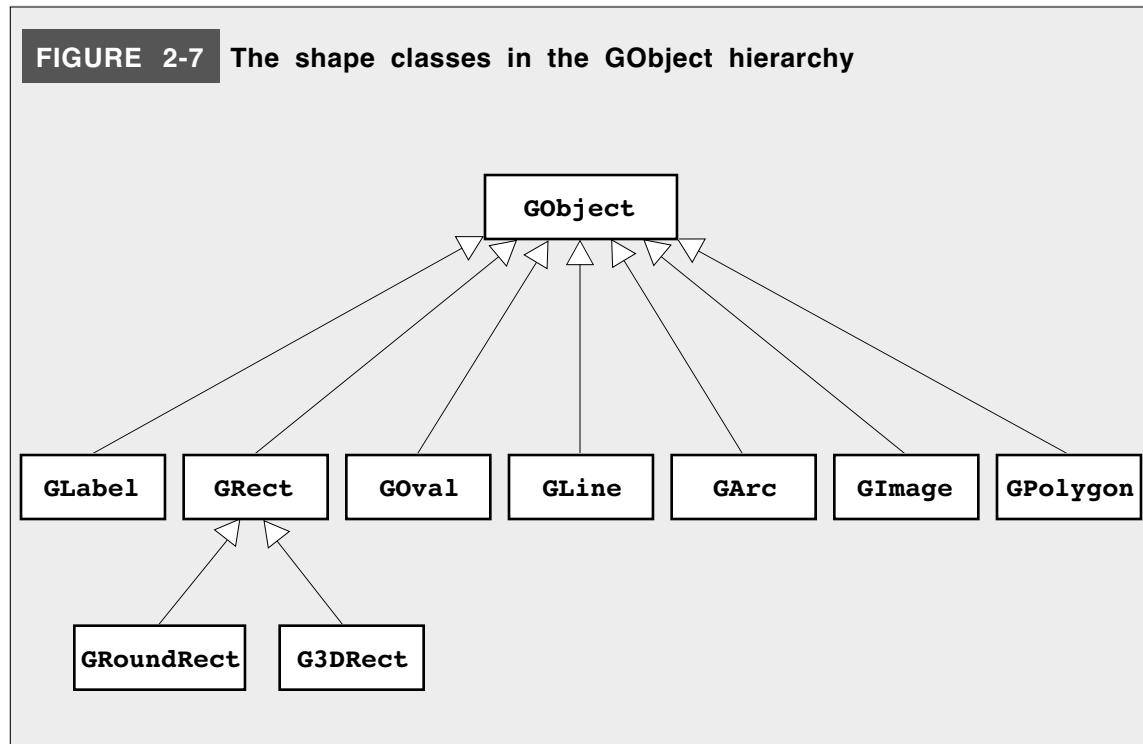 FIGURE 2-7 The shape classes in the GObject hierarchy
GObject
GLabel GRect GOval GLine GArc GImage GPolygon
GRoundRect G3DRect